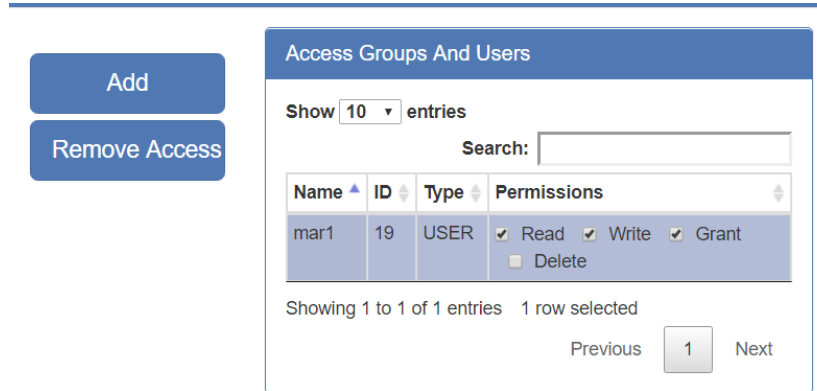 Add
Remove Access
Access Groups And Users
Show 10 entries
Search:
Name ID Type Permissions
mar1 19 USER Read Write Grant
Delete
Showing 1 to 1 of 1 entries 1 row selected
Previous 1 Next